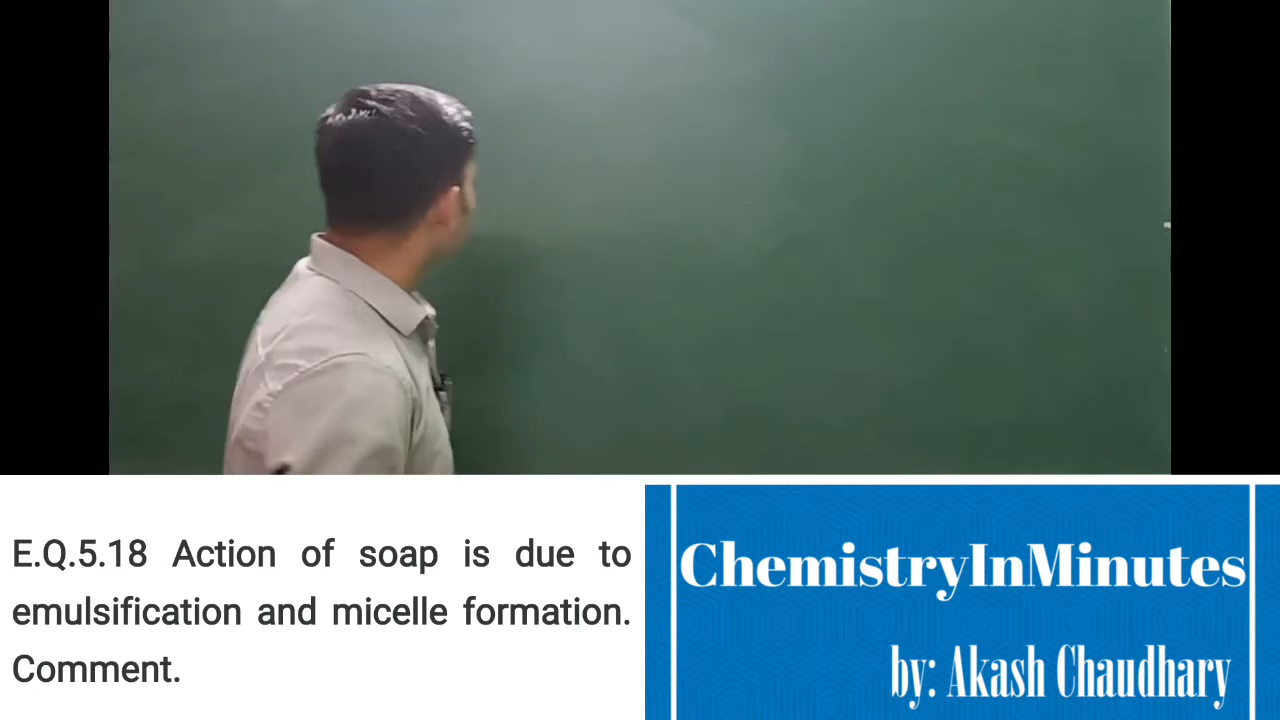 E.Q.5.18 Action of soap is due to
emulsification and micelle formation.
Comment.
ChemistryInMinutes
by: Akash Chaudhary